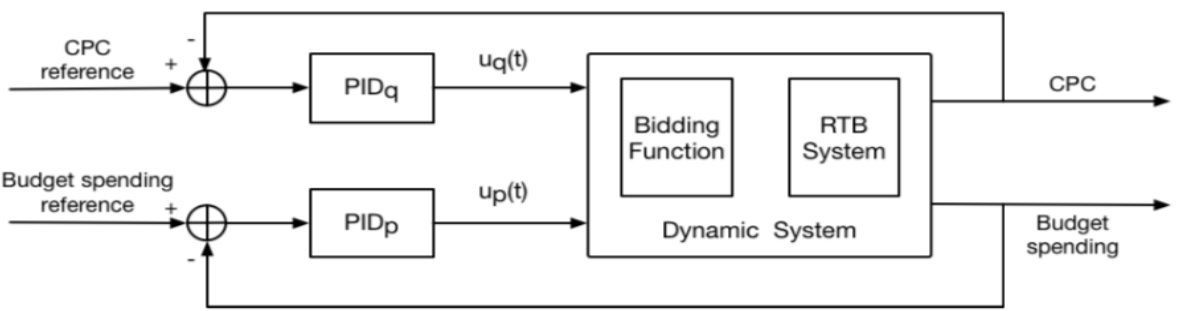 CPC
reference
+
-
PIDq
uq(t)
Bidding
Function
RTB
System
CPC
Budget spending
reference
+
-
PIDp
up(t)
Dynamic System
Budget
spending